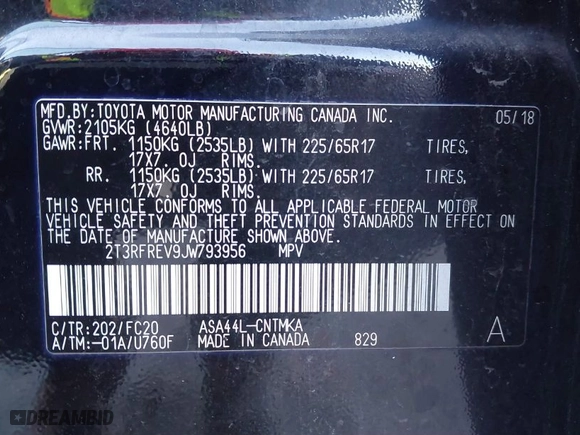 MFD.BY:TOYOTA MOTOR MANUFACTURING CANADA INC. 05/18
GVWR:2105KG (4640LB)
GAWR:FRT. 1150KG (2535LB) WITH 225/65R17 TIRES,
17X7.0J RIMS.
RR. 1150KG (2535LB) WITH 225/65R17 TIRES,
17X7.0J RIMS.
THIS VEHICLE CONFORMS TO ALL APPLICABLE FEDERAL MOTOR
VEHICLE SAFETY AND THEFT PREVENTION STANDARDS IN EFFECT ON
THE DATE OF MANUFACTURE SHOWN ABOVE.
2T3RFREV9JW793956 MPV
C/TR:202/FC20 ASA44L-CNTMKA
A/TM:-01A/U760F MADE IN CANADA 829 A
DREAMBID